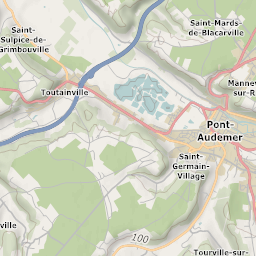 Saint-
Sulpice-de-
Grimbouville
Saint-Mards-
de-Blacarville
Toutainville
Mannev
sur-R
Pont-
Audemer
Saint-
Germain-
Village
ville
100
Tourville-sur-